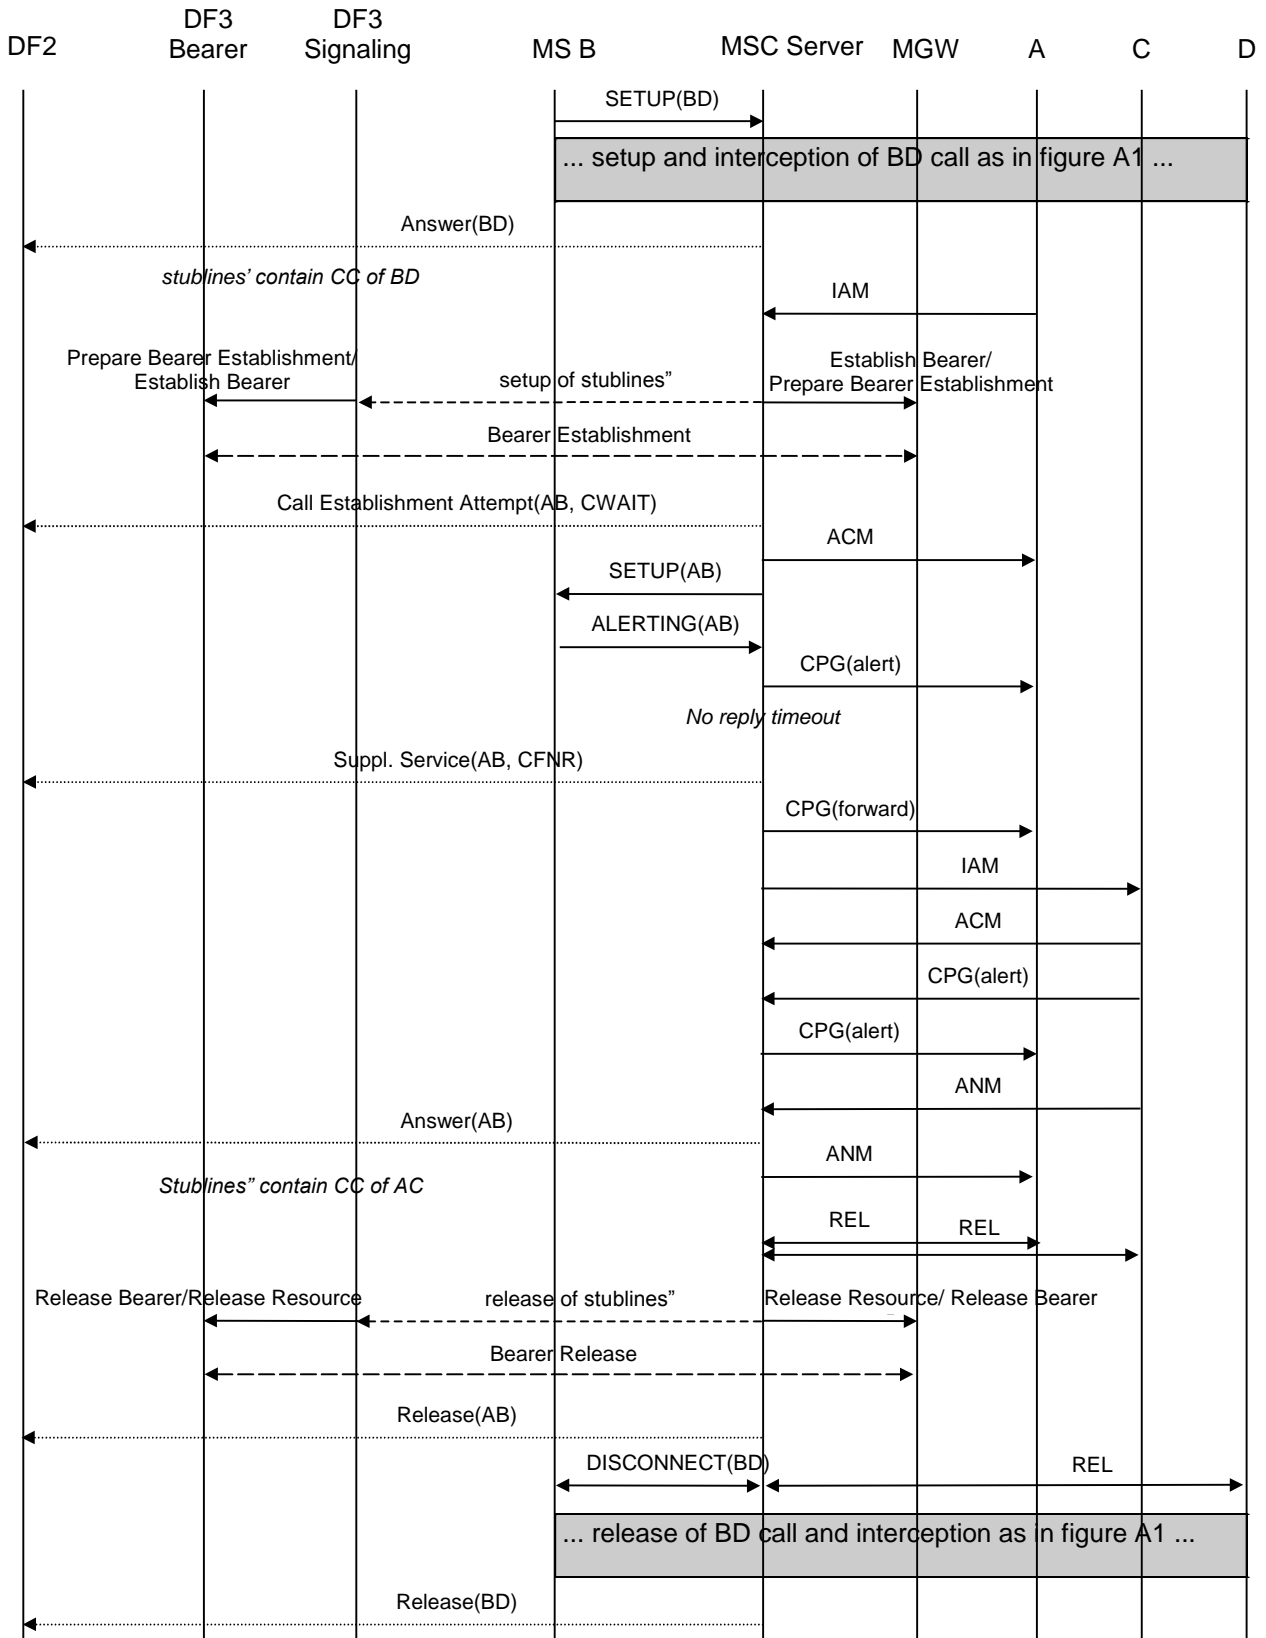 DF2
DF3
Bearer
DF3
Signaling
MS B
MSC Server
MGW
A
C
D
SETUP(BD)
... setup and interception of BD call as in figure A1 ...
Answer(BD)
stublines’ contain CC of BD
IAM
Prepare Bearer Establishment/
Establish Bearer
setup of stublines”
Establish Bearer/
Prepare Bearer Establishment
Bearer Establishment
Call Establishment Attempt(AB, CWAIT)
ACM
SETUP(AB)
ALERTING(AB)
CPG(alert)
No reply timeout
Suppl. Service(AB, CFNR)
CPG(forward)
IAM
ACM
CPG(alert)
CPG(alert)
ANM
Answer(AB)
ANM
Stublines” contain CC of AC
REL
REL
Release Bearer/Release Resource
release of stublines”
Release Resource/ Release Bearer
Bearer Release
Release(AB)
DISCONNECT(BD)
REL
... release of BD call and interception as in figure A1 ...
Release(BD)